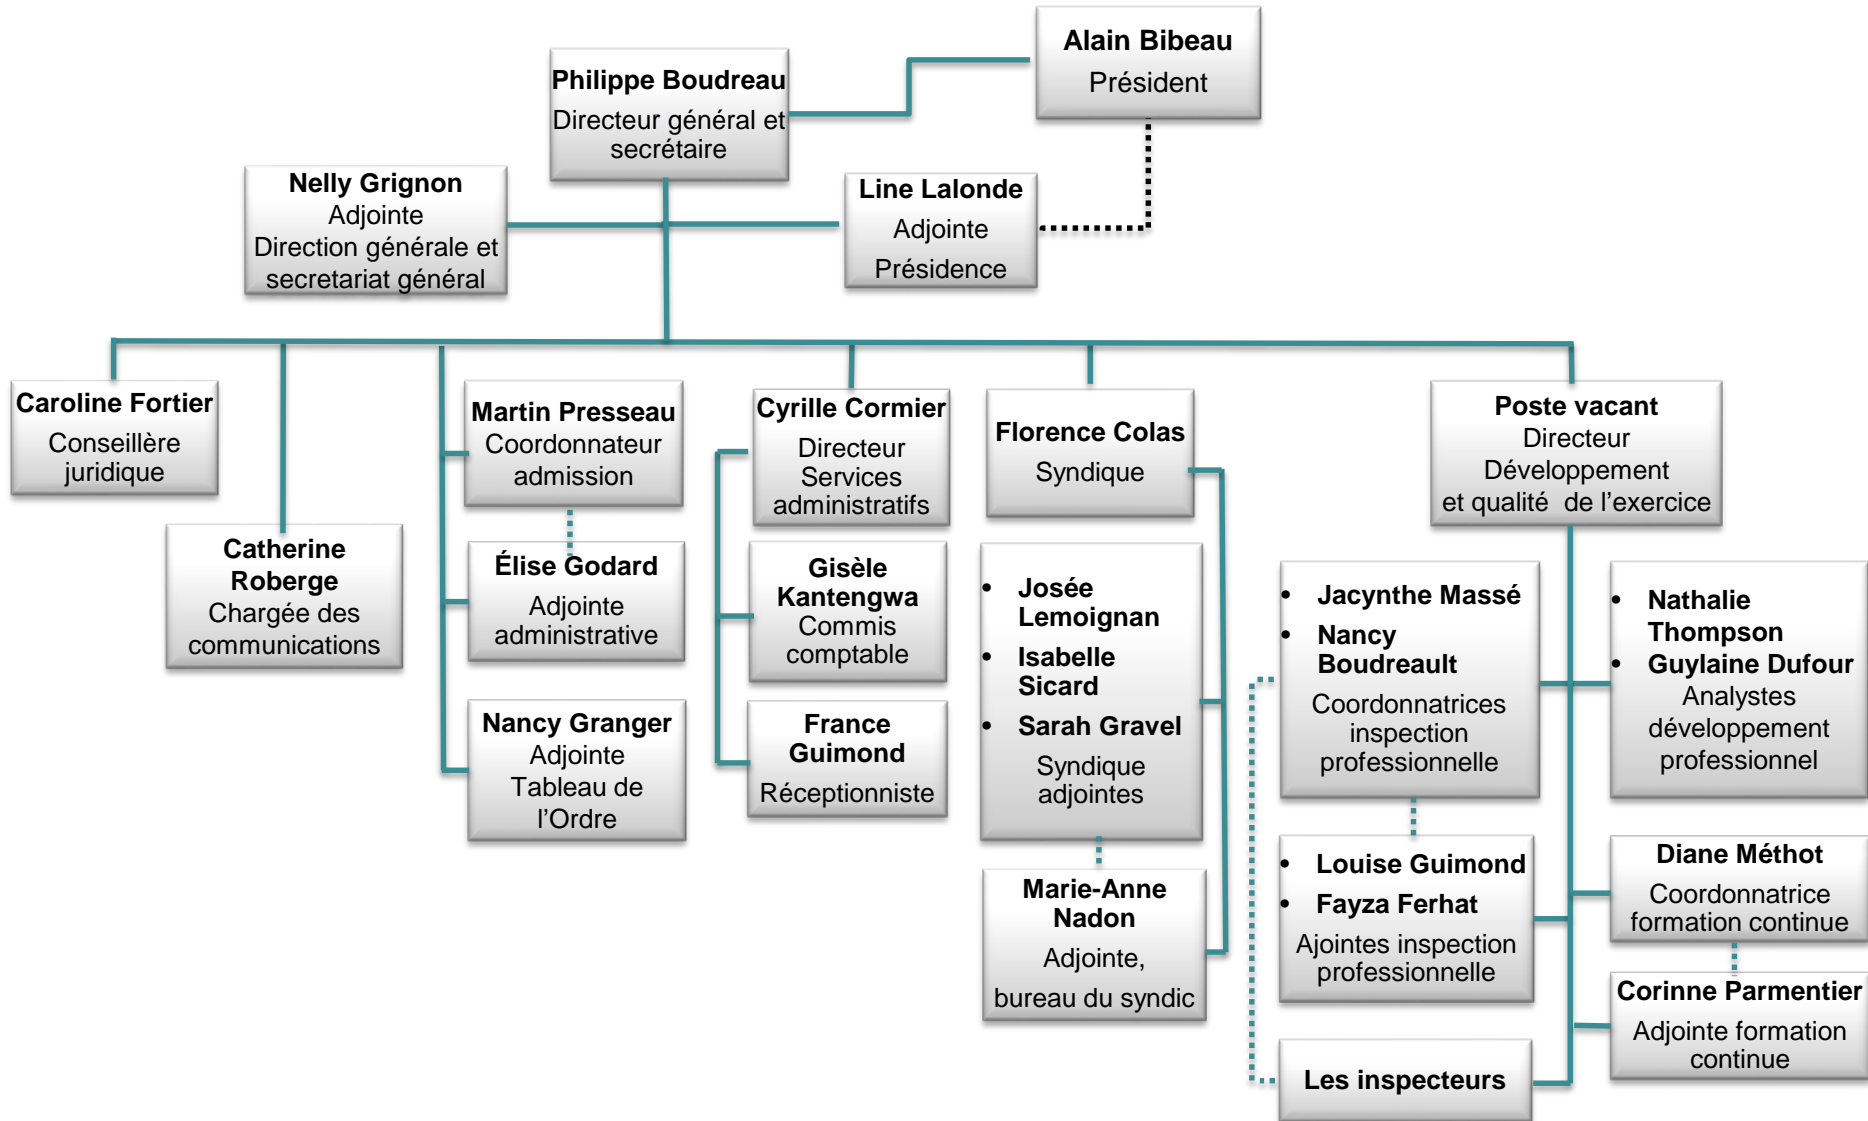 Alain Bibeau
Président
Philippe Boudreau
Directeur général et
secrétaire
Nelly Grignon
Adjointe
Direction générale et
secretariat général
Line Lalonde
Adjointe
Présidence
Caroline Fortier
Conseillère
juridique
Catherine
Roberge
Chargée des
communications
Martin Presseau
Coordonnateur
admission
Élise Godard
Adjointe
administrative
Nancy Granger
Adjointe
Tableau de
l’Ordre
Cyrille Cormier
Directeur
Services
administratifs
Gisèle
Kantengwa
Commis
comptable
France
Guimond
Réceptionniste
Florence Colas
Syndique
• Josée
Lemoignan
• Isabelle
Sicard
• Sarah Gravel
Syndique
adjointes
Marie-Anne
Nadon
Adjointe,
bureau du syndic
Poste vacant
Directeur
Développement
et qualité de l’exercice
• Jacynthe Massé
• Nancy
Boudreault
Coordonnatrices
inspection
professionnelle
• Louise Guimond
• Fayza Ferhat
Ajointes inspection
professionnelle
Les inspecteurs
• Nathalie
Thompson
• Guylaine Dufour
Analystes
développement
professionnel
Diane Méthot
Coordonnatrice
formation continue
Corinne Parmentier
Adjointe formation
continue